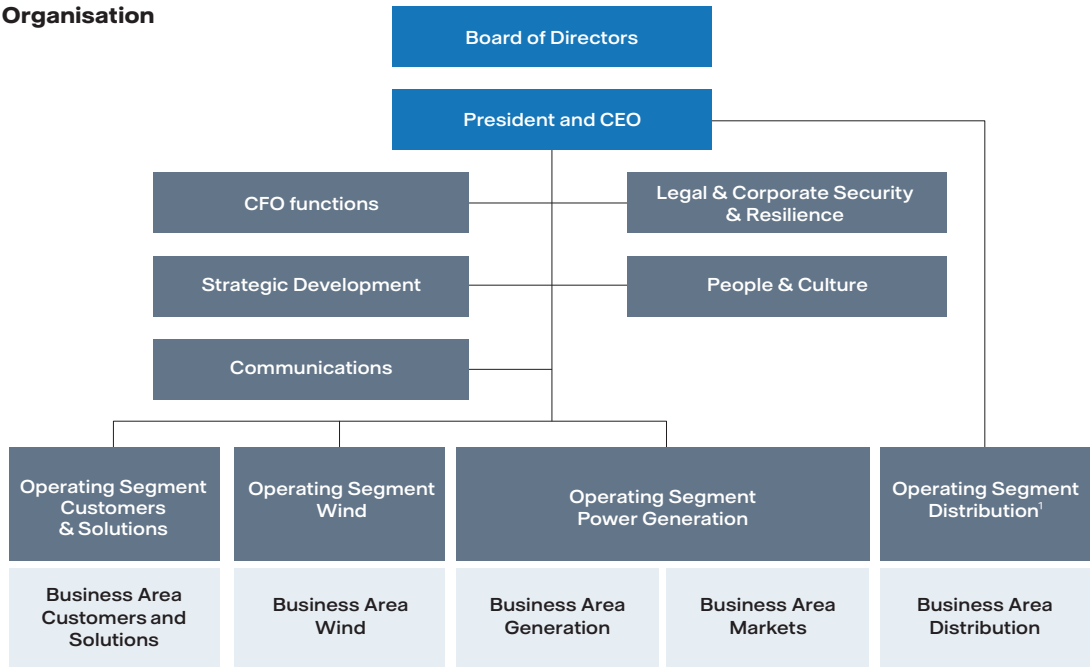 Organisation
Board of Directors
President and CEO
CFO functions
Legal & Corporate Security
& Resilience
Strategic Development
People & Culture
Communications
Operating Segment
Customers
& Solutions
Operating Segment
Wind
Operating Segment
Power Generation
Operating Segment
Distribution¹
Business Area
Customers and
Solutions
Business Area
Wind
Business Area
Generation
Business Area
Markets
Business Area
Distribution